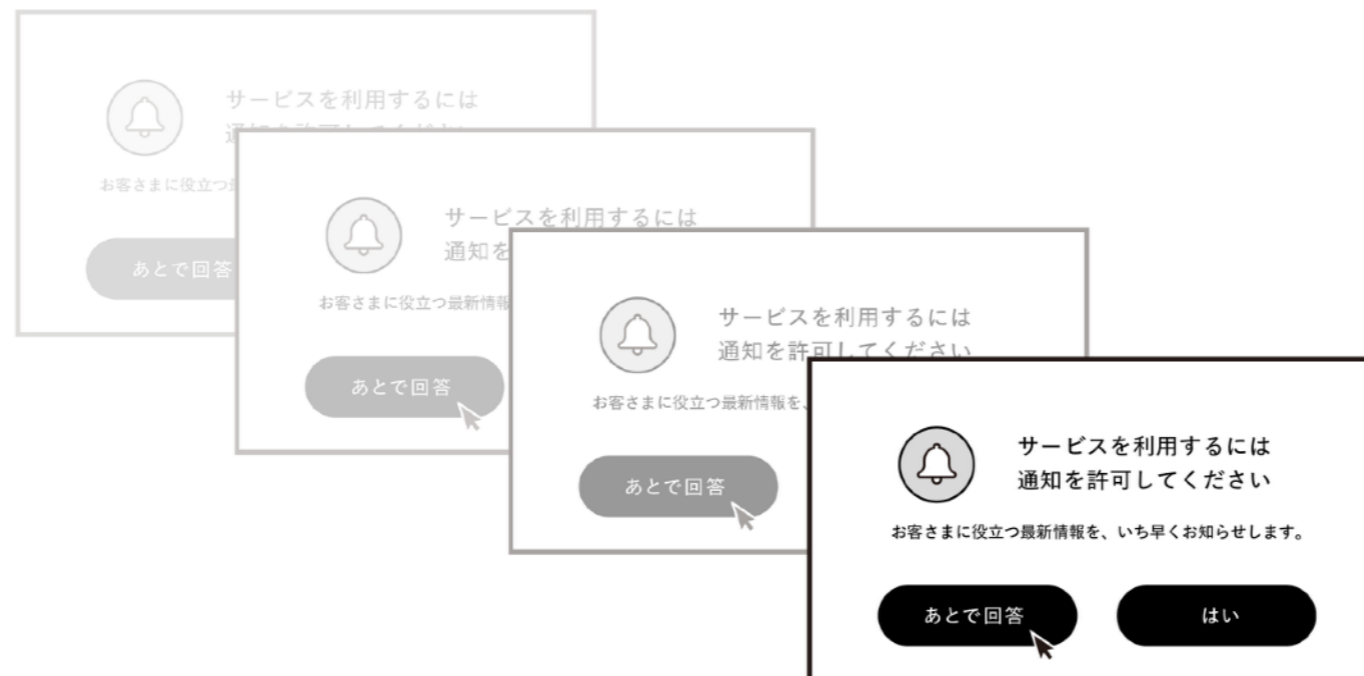 サービスを利用するには
お客さまに役立つ
あとで回答
サービスを利用するには
通知を
お客さまに役立つ最新情報
あとで回答
サービスを利用するには
通知を許可してください
お客さまに役立つ最新情報を、
あとで回答
サービスを利用するには
通知を許可してください
お客さまに役立つ最新情報を、いち早くお知らせします。
あとで回答
はい